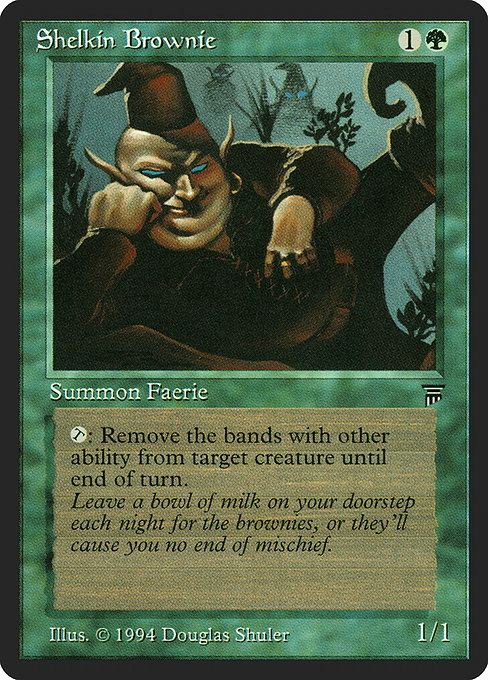 Shelkin Brownie 1
Summon Faerie
: Remove the bands with other
ability from target creature until
end of turn.
Leave a bowl of milk on your doorstep
each night for the brownies, or they'll
cause you no end of mischief.
Illus. © 1994 Douglas Shuler 1/1